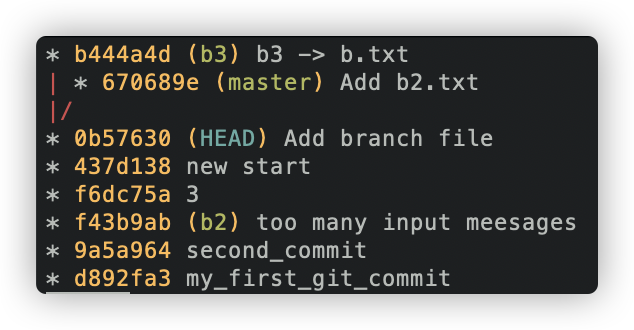 * b444a4d (b3) b3 -> b.txt
| * 670689e (master) Add b2.txt
|/
* 0b57630 (HEAD) Add branch file
* 437d138 new start
* f6dc75a 3
* f43b9ab (b2) too many input meesages
* 9a5a964 second_commit
* d892fa3 my_first_git_commit